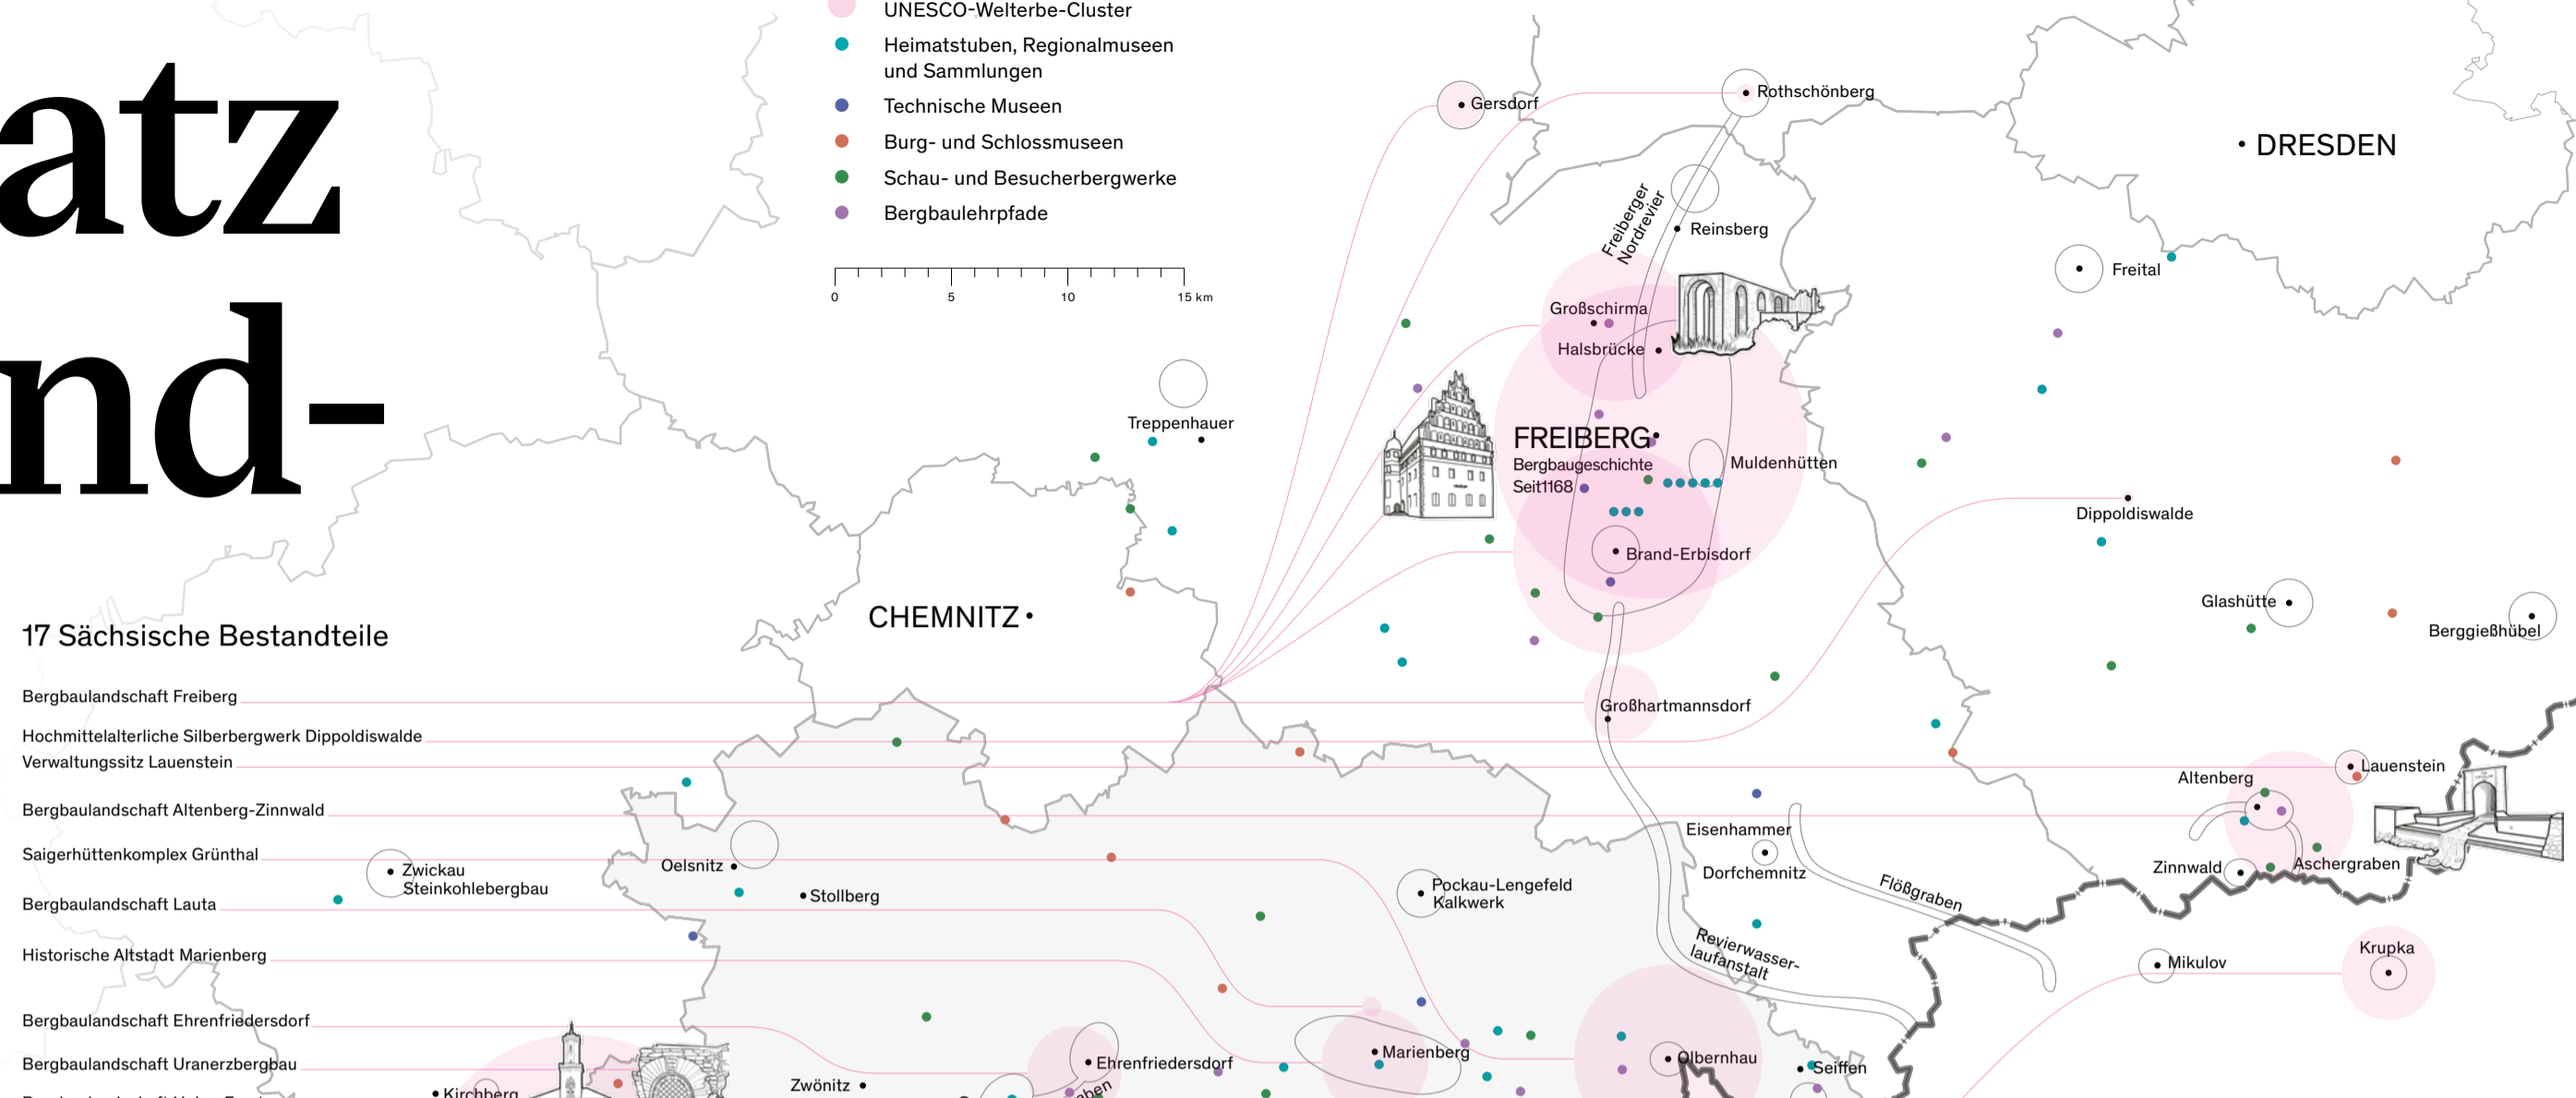 atz
nd-
UNESCO-Welterbe-Cluster
Heimatstuben, Regionalmuseen
und Sammlungen
Technische Museen
Burg- und Schlossmuseen
Schau- und Besucherbergwerke
Bergbaulehrpfade
0 5 10 15 km
Gersdorf
Rothschönberg
DRESDEN
Freiberger
Nordrevier
Reinsberg
Freital
Großschirma
Halsbrücke
Treppenhauer
FREIBERG
Bergbaugeschichte
Seit1168
Muldenhütten
Brand-Erbisdorf
Dippoldiswalde
Glashütte
Berggießhübel
CHEMNITZ
Großhartmannsdorf
17 Sächsische Bestandteile
Bergbaulandschaft Freiberg
Hochmittelalterliche Silberbergwerk Dippoldiswalde
Verwaltungssitz Lauenstein
Bergbaulandschaft Altenberg-Zinnwald
Saigerhüttenkomplex Grünthal
Bergbaulandschaft Lauta
Historische Altstadt Marienberg
Bergbaulandschaft Ehrenfriedersdorf
Bergbaulandschaft Uranerzbergbau
Lauenstein
Altenberg
Zinnwald
Aschergraben
Eisenhammer
Dorfchemnitz
Flößgraben
Zwickau
Steinkohlebergbau
Oelsnitz
Stollberg
Pockau-Lengefeld
Kalkwerk
Revierwasser-
laufanstalt
Mikulov
Krupka
Ehrenfriedersdorf
Marienberg
Olbernhau
Seiffen
Zwönitz
Kirchberg
aben